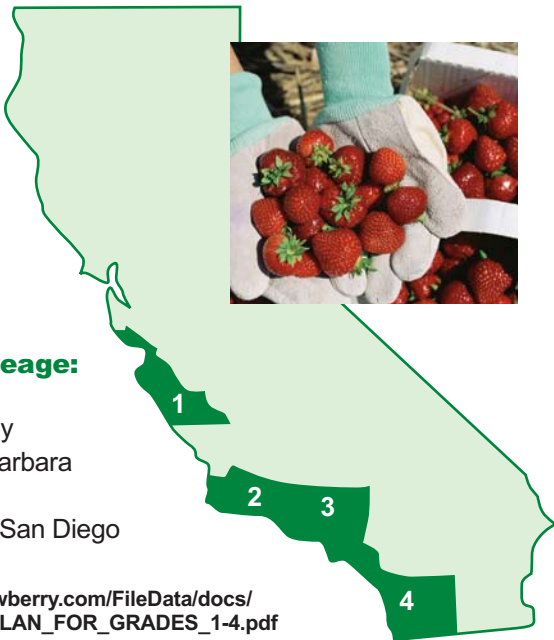 eage:
y
arbara
San Diego
wberry.com/FileData/docs/
LAN_FOR_GRADES_1-4.pdf
1
2
3
4